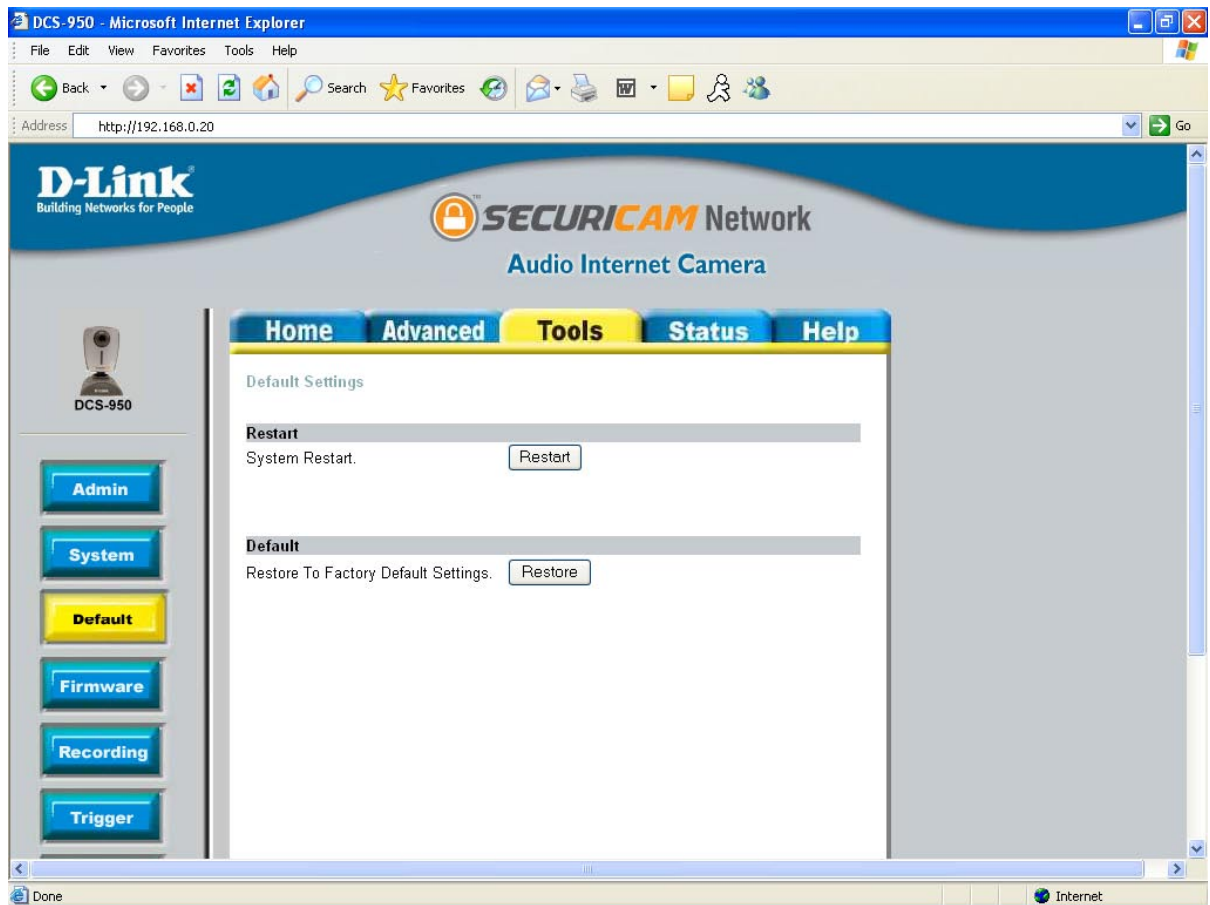 DCS-950 - Microsoft Internet Explorer
File Edit View Favorites Tools Help
Back Search Favorites
Address http://192.168.0.20 Go
D-Link
Building Networks for People
SECURICAM Network
Audio Internet Camera
DCS-950
Home Advanced Tools Status Help
Default Settings
Restart
System Restart. Restart
Default
Restore To Factory Default Settings. Restore
Admin
System
Default
Firmware
Recording
Trigger
Done Internet